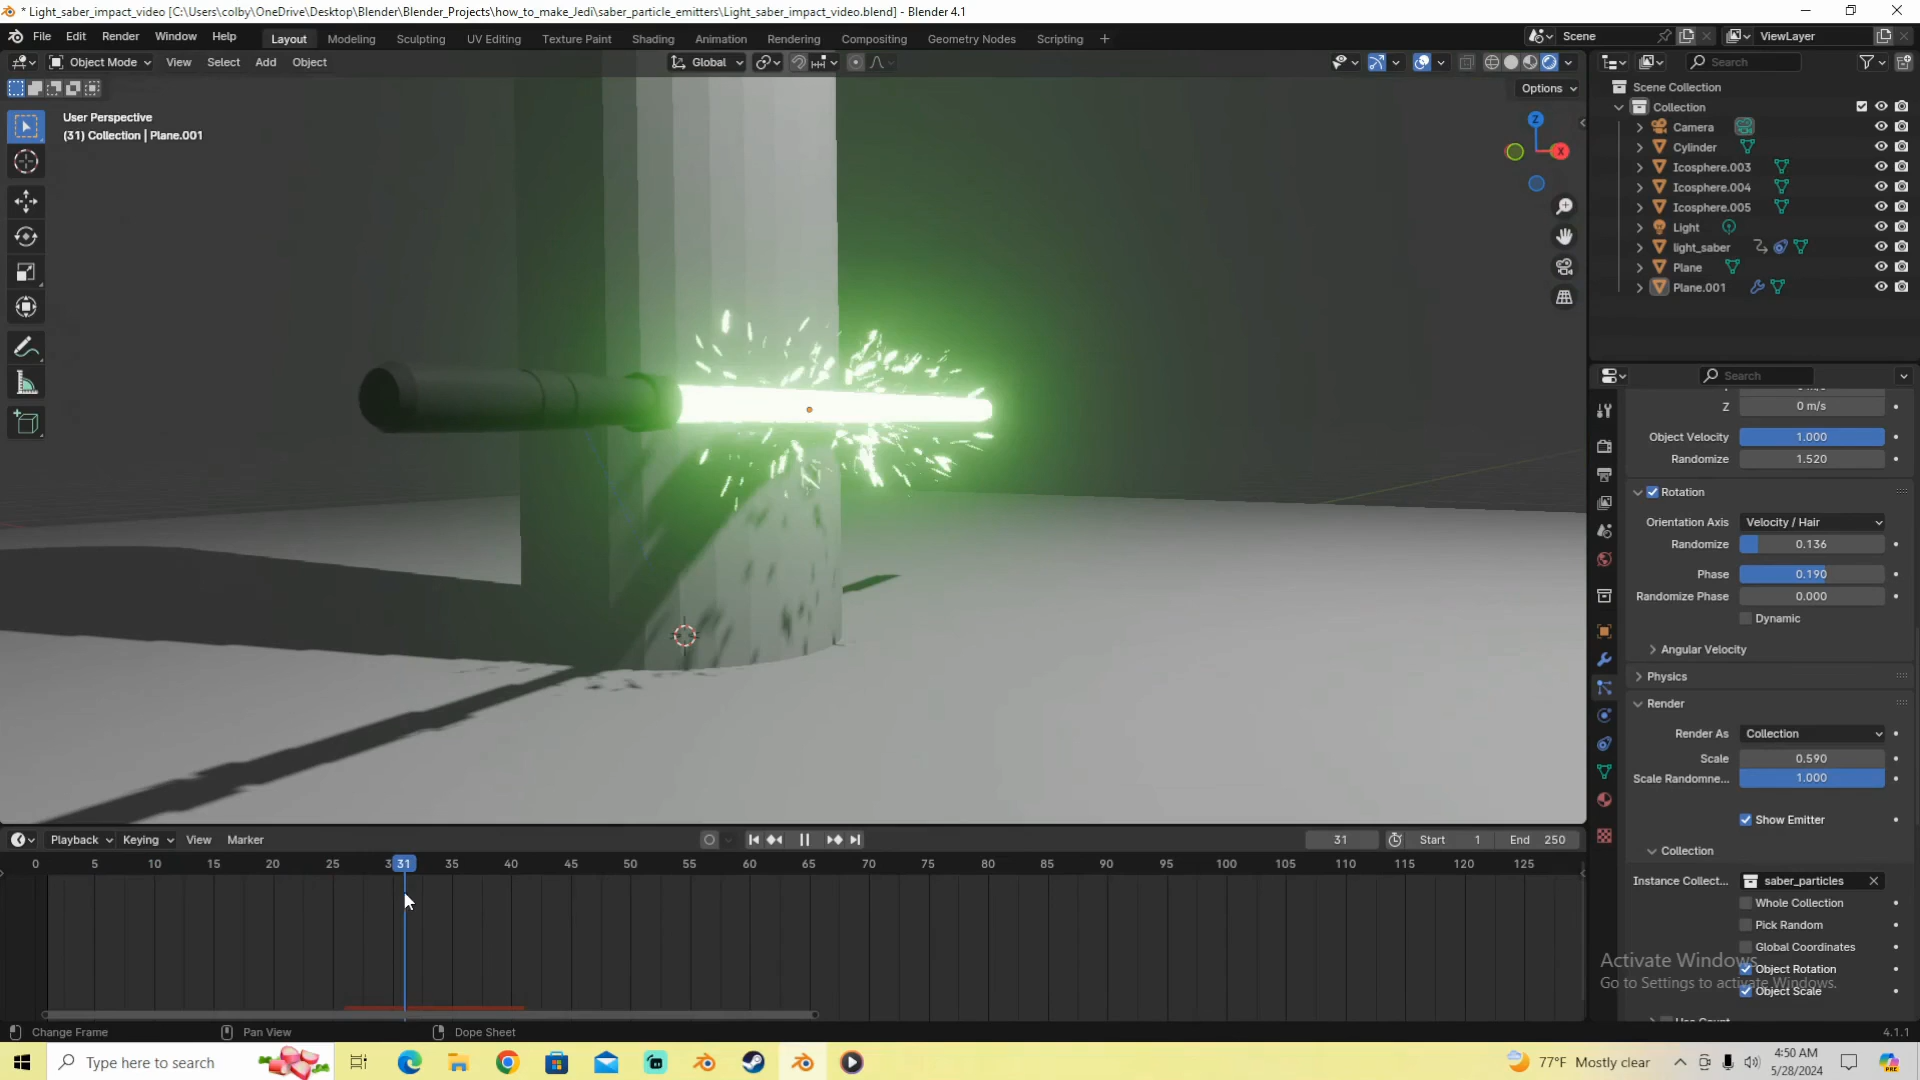 * Light_saber_impact_video [C:\Users\colby\OneDrive\Desktop\Blender\Blender_Projects\how_to_make_Jedi\saber_particle_emitters\Light_saber_impact_video.blend] - Blender 4.1
File Edit Render Window Help Layout Modeling Sculpting UV Editing Texture Paint Shading Animation Rendering Compositing Geometry Nodes Scripting + Scene ViewLayer
Object Mode View Select Add Object Global Search
Options
User Perspective
(31) Collection | Plane.001
Z
X
Scene Collection
Collection
Camera
Cylinder
Icosphere.003
Icosphere.004
Icosphere.005
Light
light_saber
Plane
Plane.001
Search
Z 0 m/s
Object Velocity 1.000
Randomize 1.520
Rotation
Orientation Axis Velocity / Hair
Randomize 0.136
Phase 0.190
Randomize Phase 0.000
Dynamic
Angular Velocity
Physics
Render
Render As Collection
Scale 0.590
Scale Randomne... 1.000
Show Emitter
Collection
Instance Collect... saber_particles
Whole Collection
Pick Random
Global Coordinates
Object Rotation
Object Scale
Activate Windows
Go to Settings to activate Windows.
Playback Keying View Marker 31 Start 1 End 250
0 5 10 15 20 25 31 35 40 45 50 55 60 65 70 75 80 85 90 95 100 105 110 115 120 125
Change Frame Pan View Dope Sheet 4.1.1
Type here to search 77°F Mostly clear 4:50 AM
5/28/2024
PRE